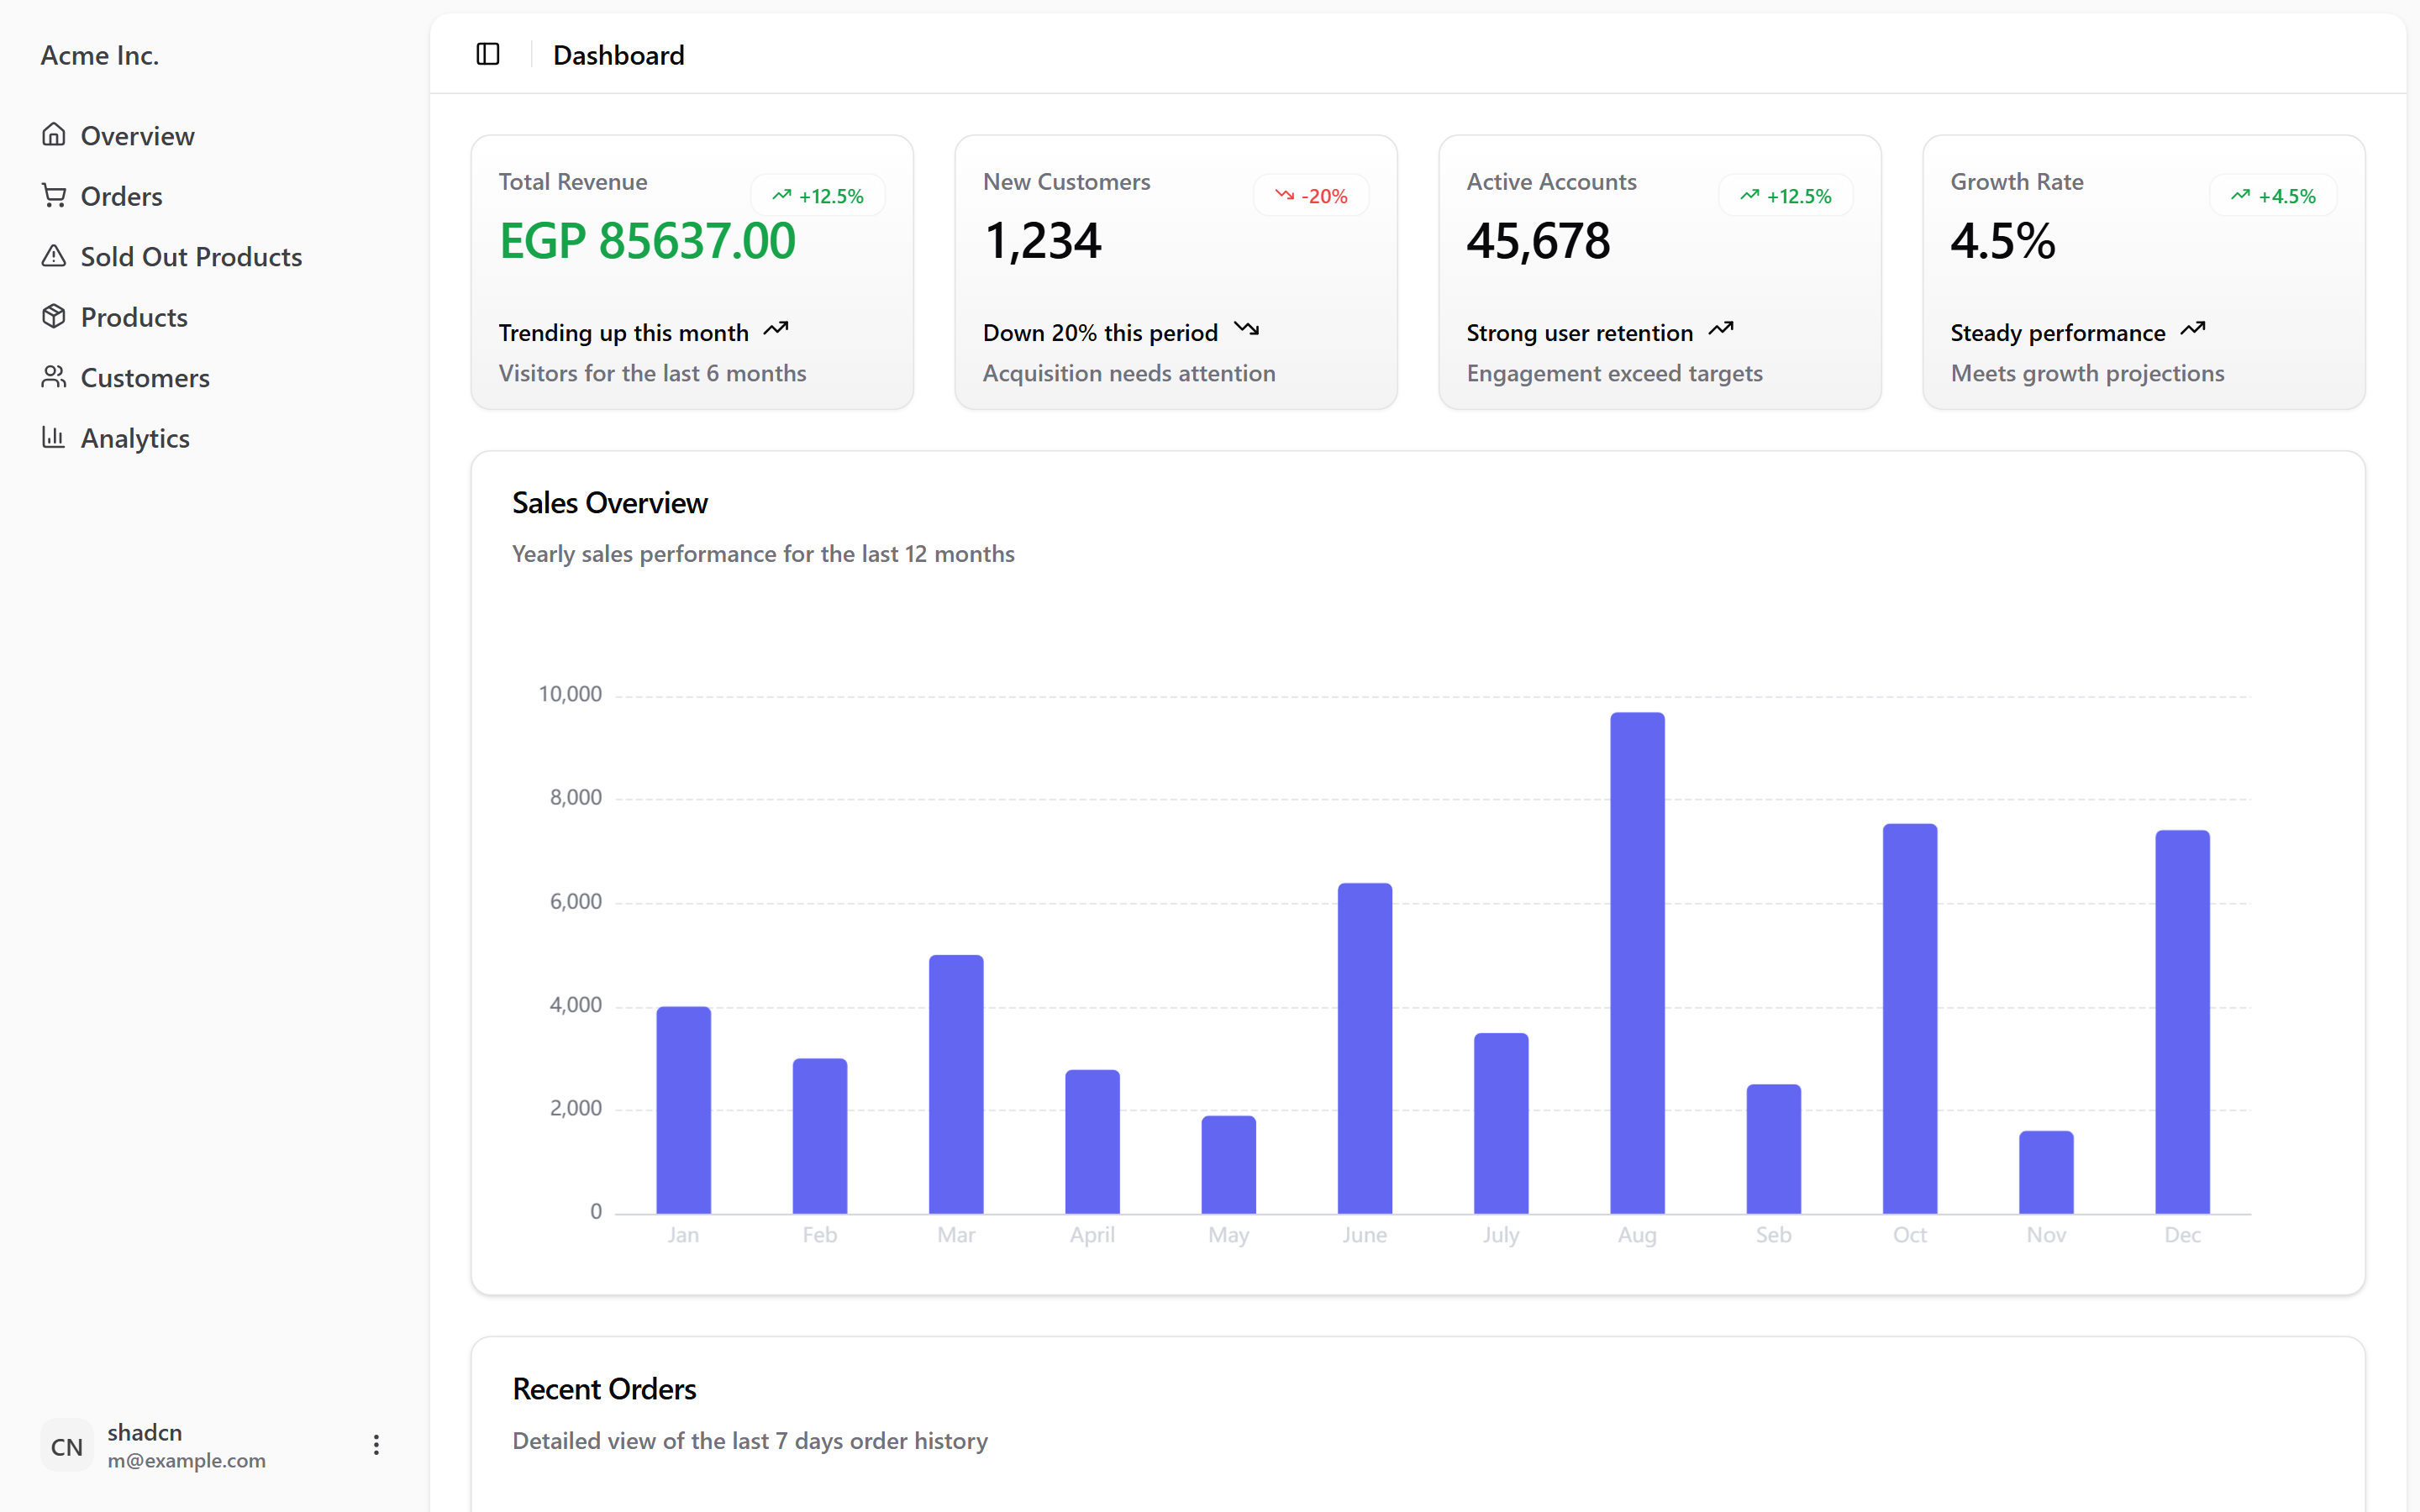 Acme Inc.
Overview
Orders
Sold Out Products
Products
Customers
Analytics
CN
shadcn
m@example.com
Dashboard
Total Revenue
+12.5%
EGP 85637.00
Trending up this month
Visitors for the last 6 months
New Customers
-20%
1,234
Down 20% this period
Acquisition needs attention
Active Accounts
+12.5%
45,678
Strong user retention
Engagement exceed targets
Growth Rate
+4.5%
4.5%
Steady performance
Meets growth projections
Sales Overview
Yearly sales performance for the last 12 months
10,000
8,000
6,000
4,000
2,000
0
Jan Feb Mar April May June July Aug Seb Oct Nov Dec
Recent Orders
Detailed view of the last 7 days order history